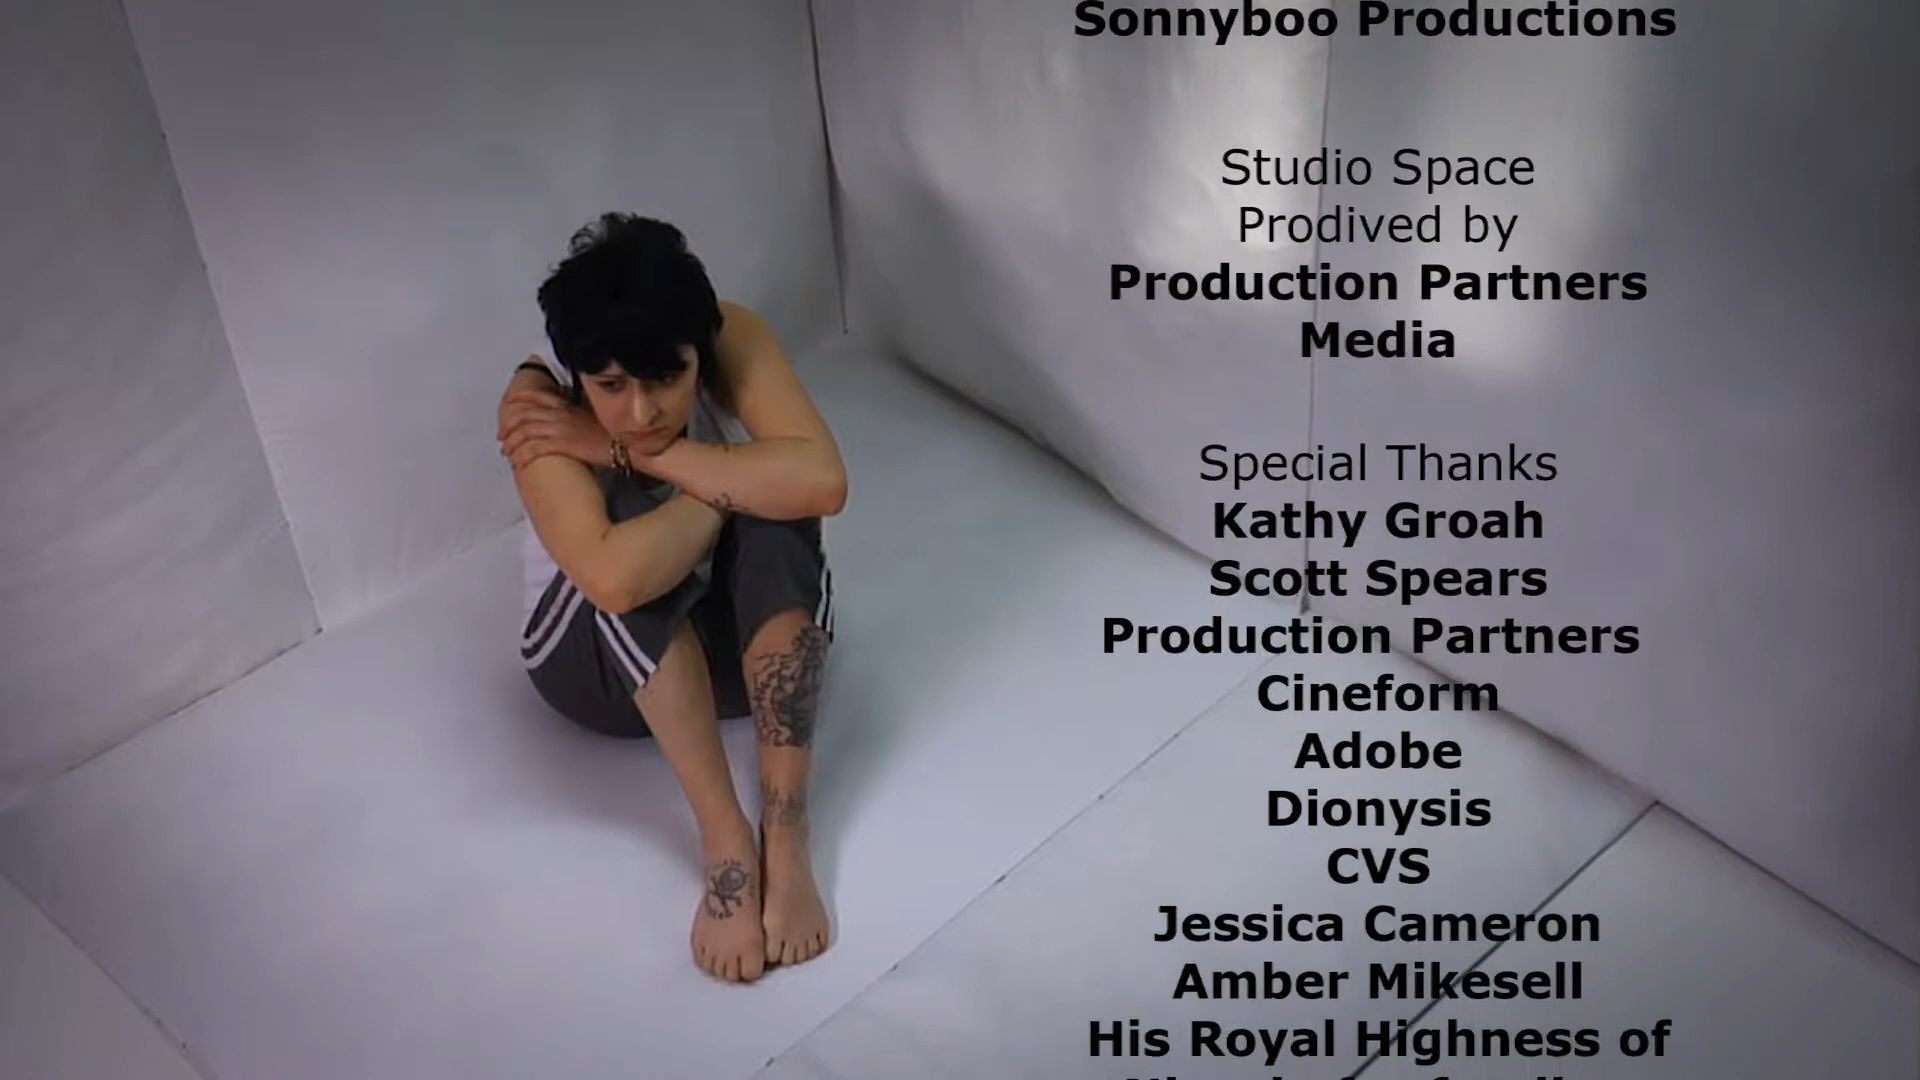 Sonnyboo Productions
Studio Space
Prodived by
Production Partners
Media
Special Thanks
Kathy Groah
Scott Spears
Production Partners
Cineform
Adobe
Dionysis
CVS
Jessica Cameron
Amber Mikesell
His Royal Highness of